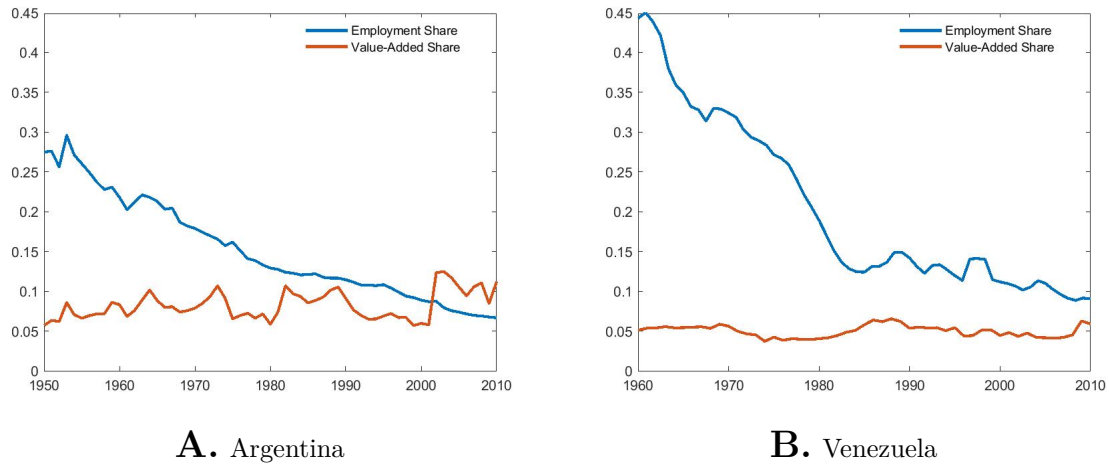 Employment Share
Value-Added Share
0.45
0.4
0.35
0.3
0.25
0.2
0.15
0.1
0.05
0
1950 1960 1970 1980 1990 2000 2010
A. Argentina
Employment Share
Value-Added Share
0.45
0.4
0.35
0.3
0.25
0.2
0.15
0.1
0.05
0
1960 1970 1980 1990 2000 2010
B. Venezuela